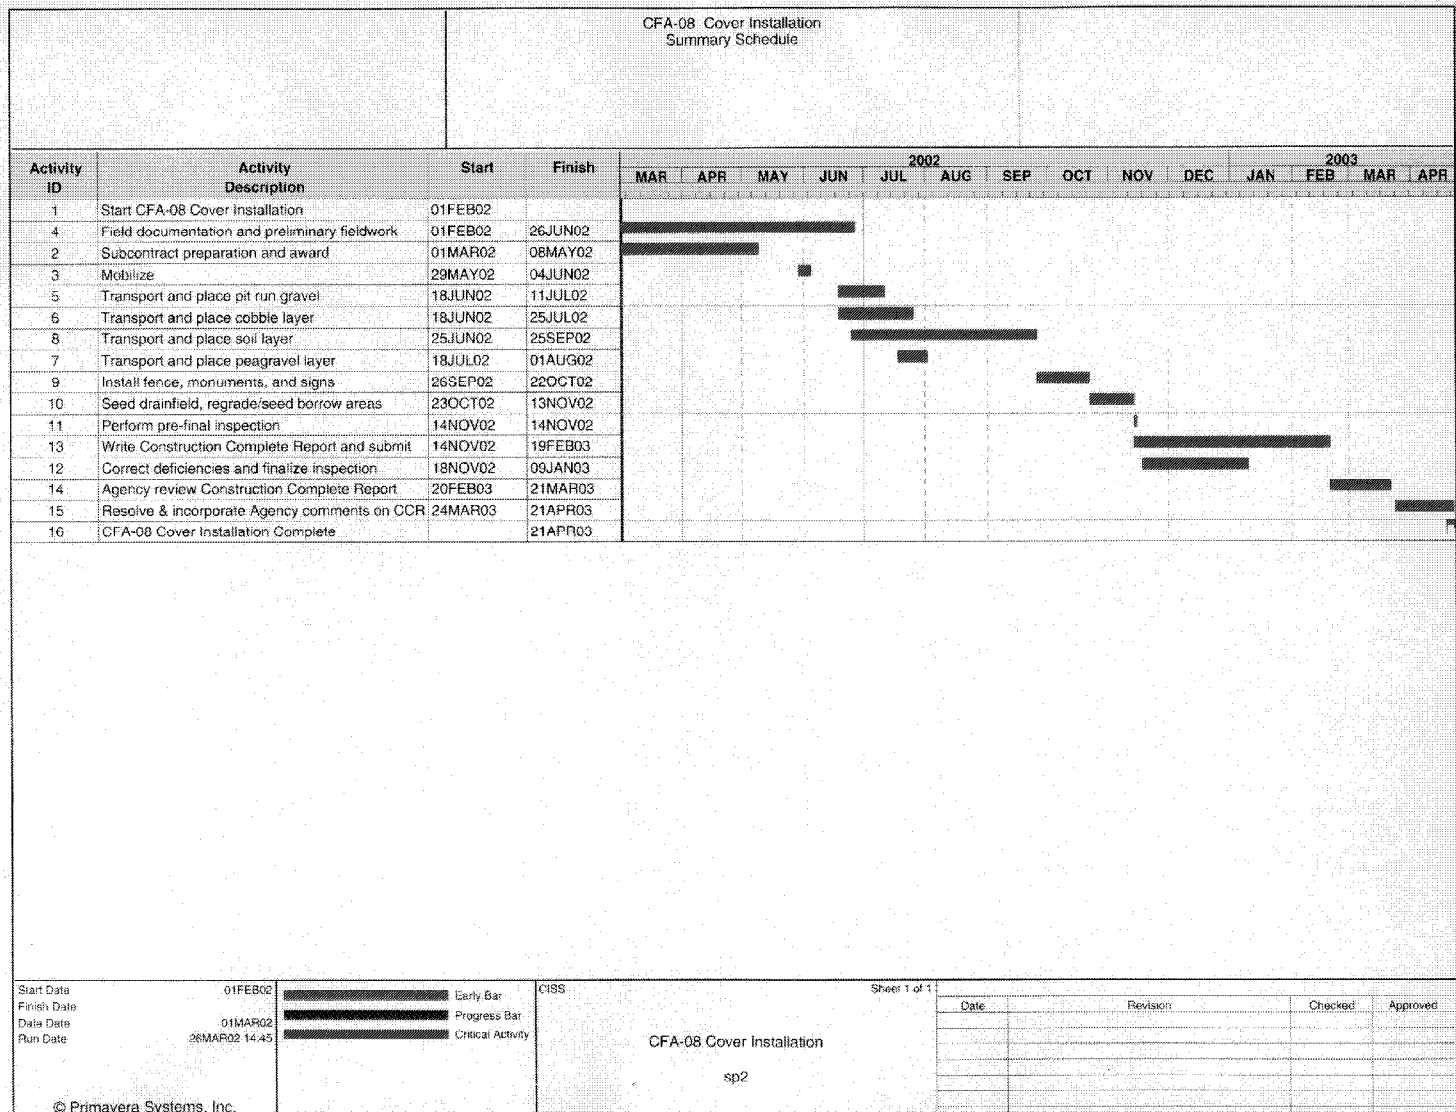 CFA-08 Cover Installation
Summary Schedule
Activity ID Activity Description Start Finish 2002 2003
MAR APR MAY JUN JUL AUG SEP OCT NOV DEC JAN FEB MAR APR
1 Start CFA-08 Cover Installation 01FEB02
4 Field documentation and preliminary fieldwork 01FEB02 26JUN02
2 Subcontract preparation and award 01MAR02 08MAY02
3 Mobilize 29MAY02 04JUN02
5 Transport and place pit run gravel 18JUN02 11JUL02
6 Transport and place cobble layer 18JUN02 25JUL02
8 Transport and place soil layer 25JUN02 25SEP02
7 Transport and place peagravel layer 18JUL02 01AUG02
9 Install fence, monuments, and signs 26SEP02 22OCT02
10 Seed drainfield, regrade/seed borrow areas 23OCT02 13NOV02
11 Perform pre-final inspection 14NOV02 14NOV02
13 Write Construction Complete Report and submit 14NOV02 19FEB03
12 Correct deficiencies and finalize inspection 18NOV02 09JAN03
14 Agency review Construction Complete Report 20FEB03 21MAR03
15 Resolve & incorporate Agency comments on CCR 24MAR03 21APR03
16 CFA-08 Cover Installation Complete 21APR03
Start Date 01FEB02
Finish Date
Data Date 01MAR02
Run Date 26MAR02 14:45
© Primavera Systems, Inc.
Early Bar
Progress Bar
Critical Activity
CISS Sheet 1 of 1
CFA-08 Cover Installation
sp2
Date Revision Checked Approved